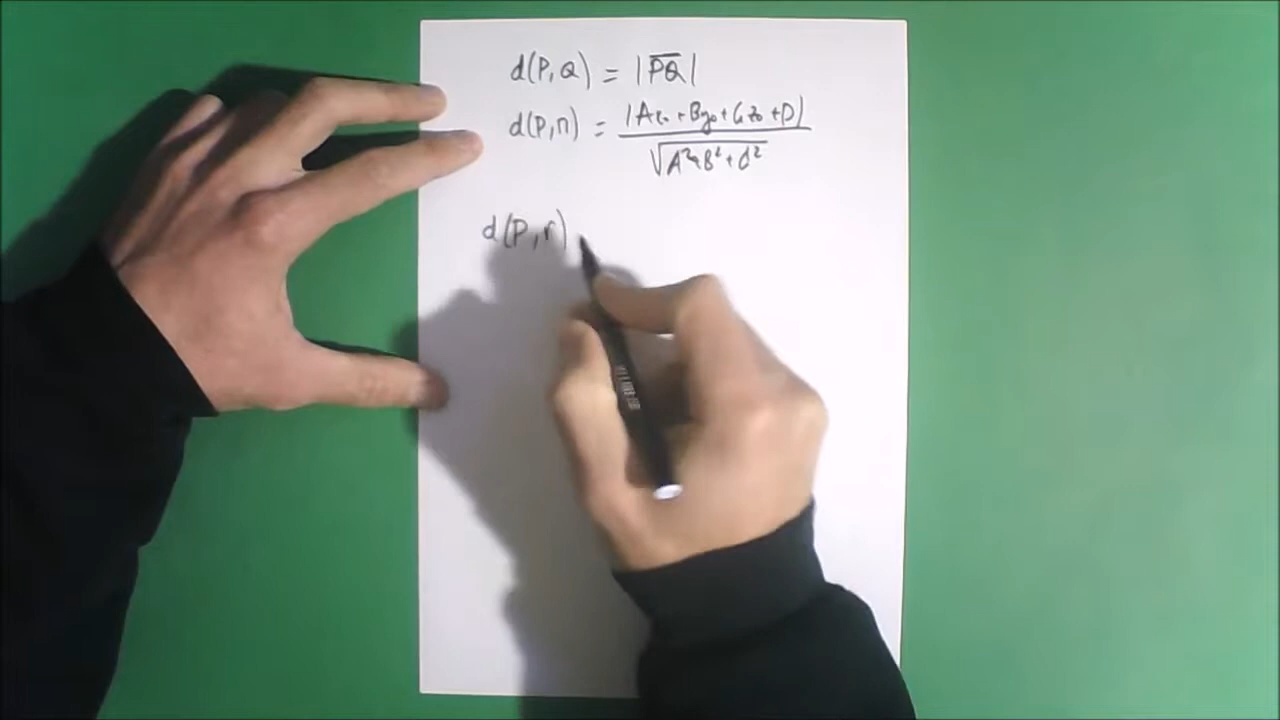 d(P,Q) = |PQ|
d(P,π) = |Ax₀ + By₀ + Cz₀ + D| / √A²+B²+C²
d(P,r)